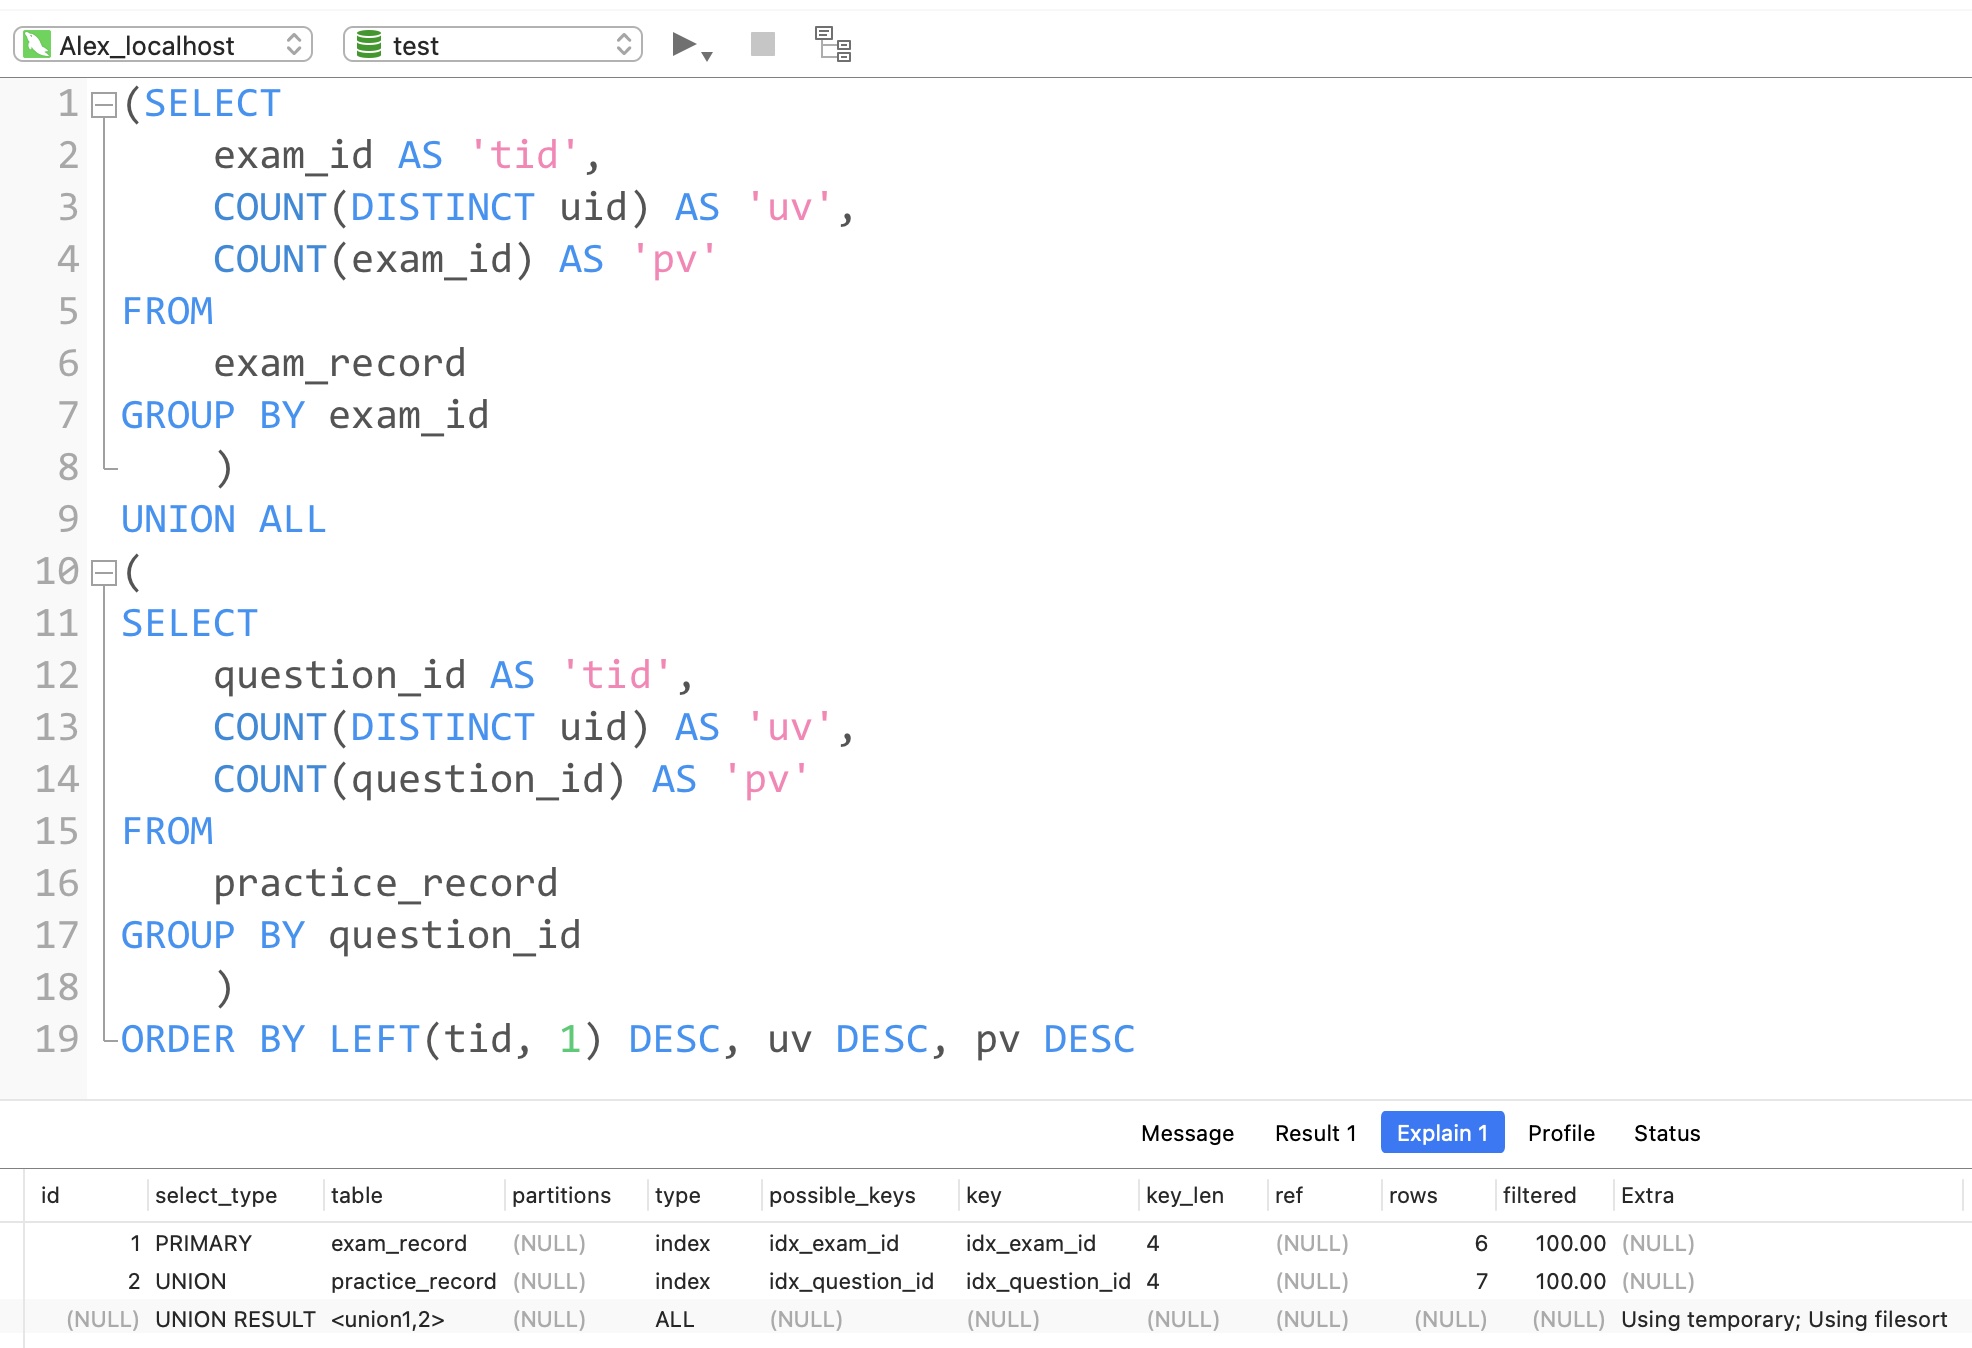 Alex_localhost test
1 (SELECT
2 exam_id AS 'tid',
3 COUNT(DISTINCT uid) AS 'uv',
4 COUNT(exam_id) AS 'pv'
5 FROM
6 exam_record
7 GROUP BY exam_id
8 )
9 UNION ALL
10 (
11 SELECT
12 question_id AS 'tid',
13 COUNT(DISTINCT uid) AS 'uv',
14 COUNT(question_id) AS 'pv'
15 FROM
16 practice_record
17 GROUP BY question_id
18 )
19 ORDER BY LEFT(tid, 1) DESC, uv DESC, pv DESC
Message Result 1 Explain 1 Profile Status
id select_type table partitions type possible_keys key key_len ref rows filtered Extra
1 PRIMARY exam_record (NULL) index idx_exam_id idx_exam_id 4 (NULL) 6 100.00 (NULL)
2 UNION practice_record (NULL) index idx_question_id idx_question_id 4 (NULL) 7 100.00 (NULL)
(NULL) UNION RESULT <union1,2> (NULL) ALL (NULL) (NULL) (NULL) (NULL) (NULL) (NULL) Using temporary; Using filesort